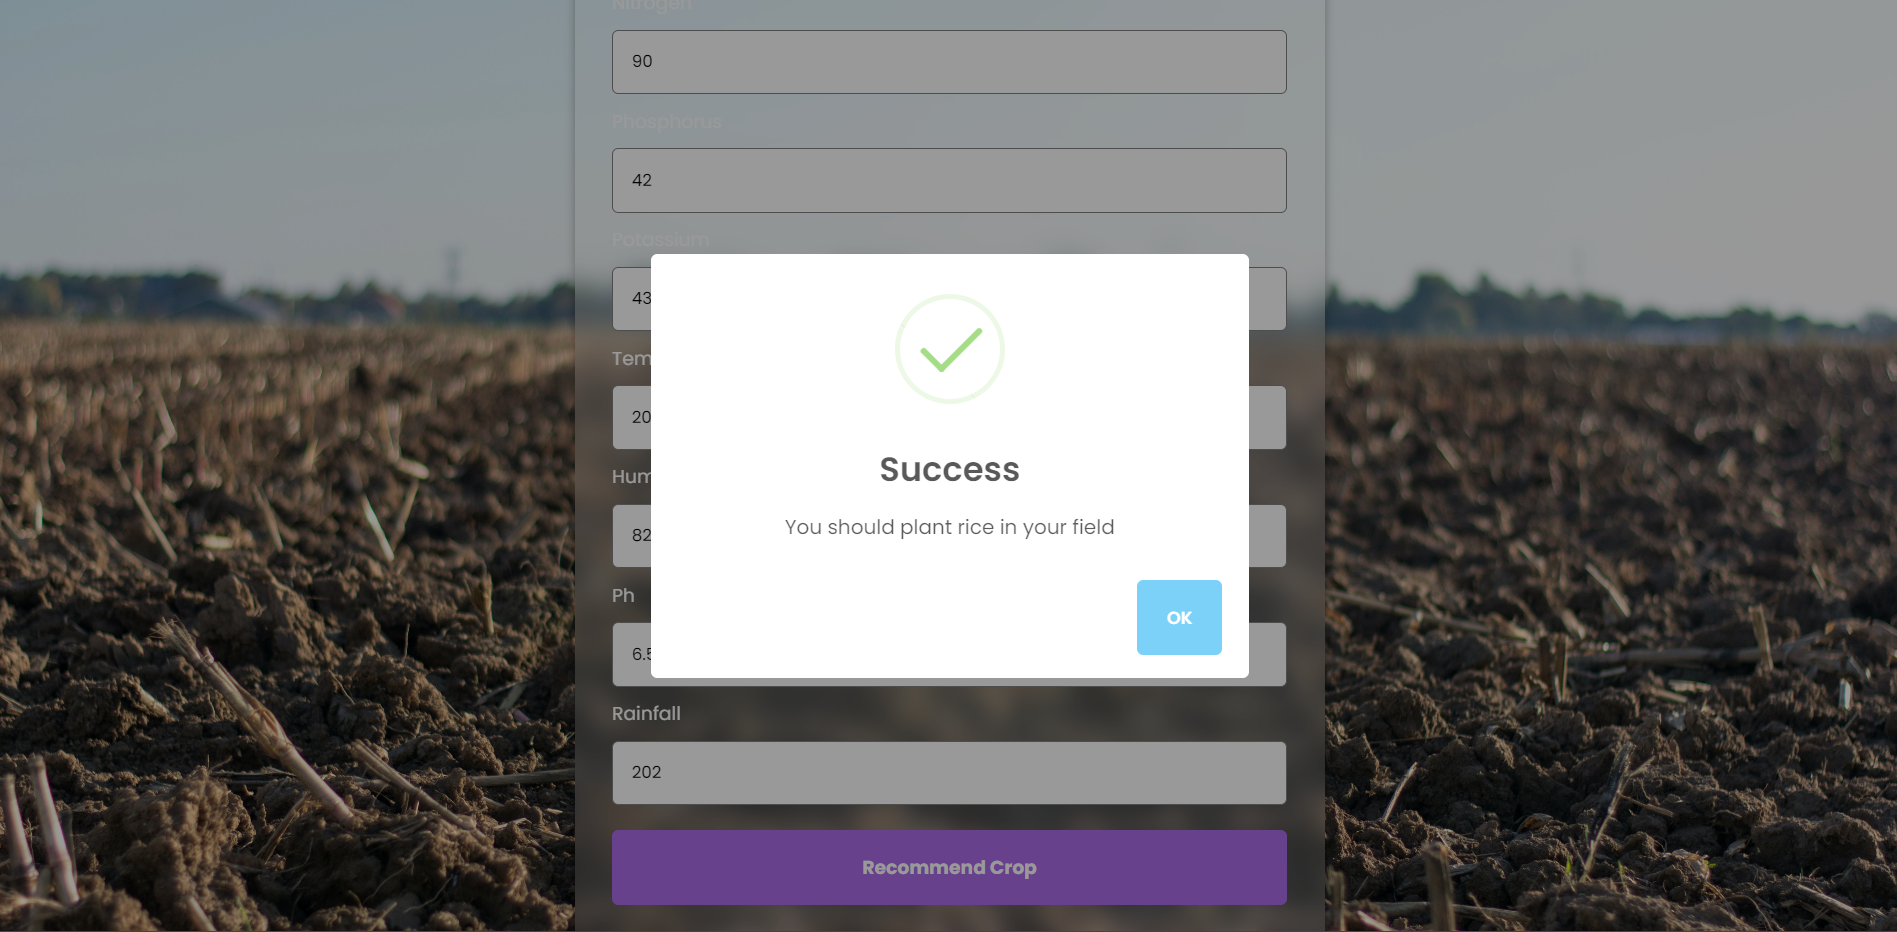 Nitrogen
90
Phosphorus
42
Potassium
43
Tem
20
Hum
82
Ph
6.5
Rainfall
202
Recommend Crop
Success
You should plant rice in your field
OK